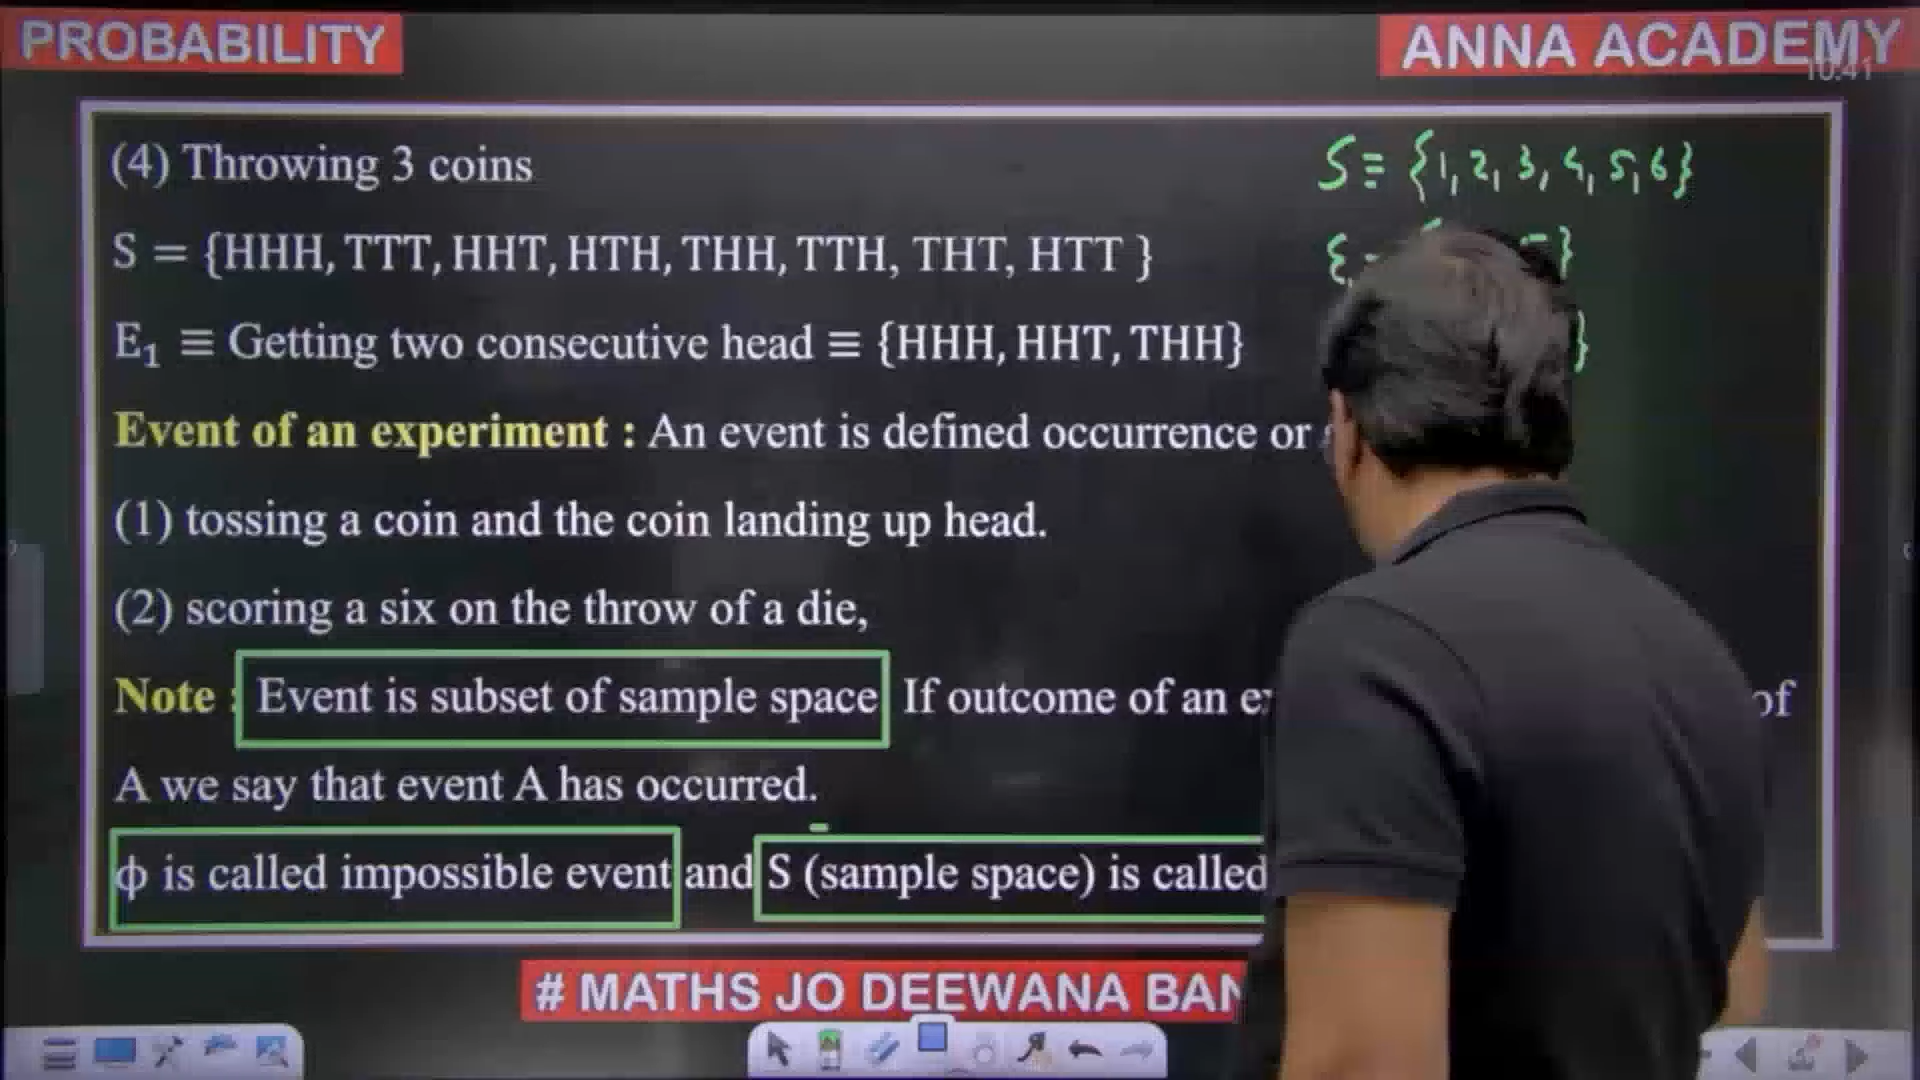 PROBABILITY
ANNA ACADEMY
10:41
(4) Throwing 3 coins
S ≡ {1, 2, 3, 4, 5, 6}
S = {HHH, TTT, HHT, HTH, THH, TTH, THT, HTT }
E₁ ≡ Getting two consecutive head ≡ {HHH, HHT, THH}
Event of an experiment : An event is defined occurrence or
(1) tossing a coin and the coin landing up head.
(2) scoring a six on the throw of a die,
Note : Event is subset of sample space If outcome of an of
A we say that event A has occurred.
ϕ is called impossible event and S (sample space) is called
# MATHS JO DEEWANA